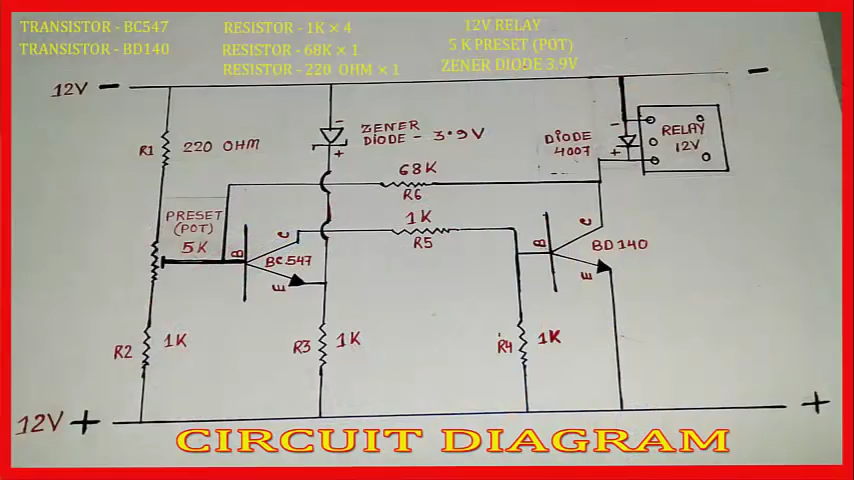 TRANSISTOR - BC547
TRANSISTOR - BD140
RESISTOR - 1K × 4
RESISTOR - 68K × 1
RESISTOR - 220 OHM × 1
12V RELAY
5 K PRESET (POT)
ZENER DIODE 3.9V
12V -
-
R1 220 OHM
-
ZENER
DIODE - 3.9V
+
DIODE
4007
-
+
RELAY
12V
68K
R6
PRESET
(POT)
5K
1K
R5
B
C
BC547
E
B
C
BD140
E
R2 1K
R3 1K
R4 1K
12V +
+
CIRCUIT DIAGRAM